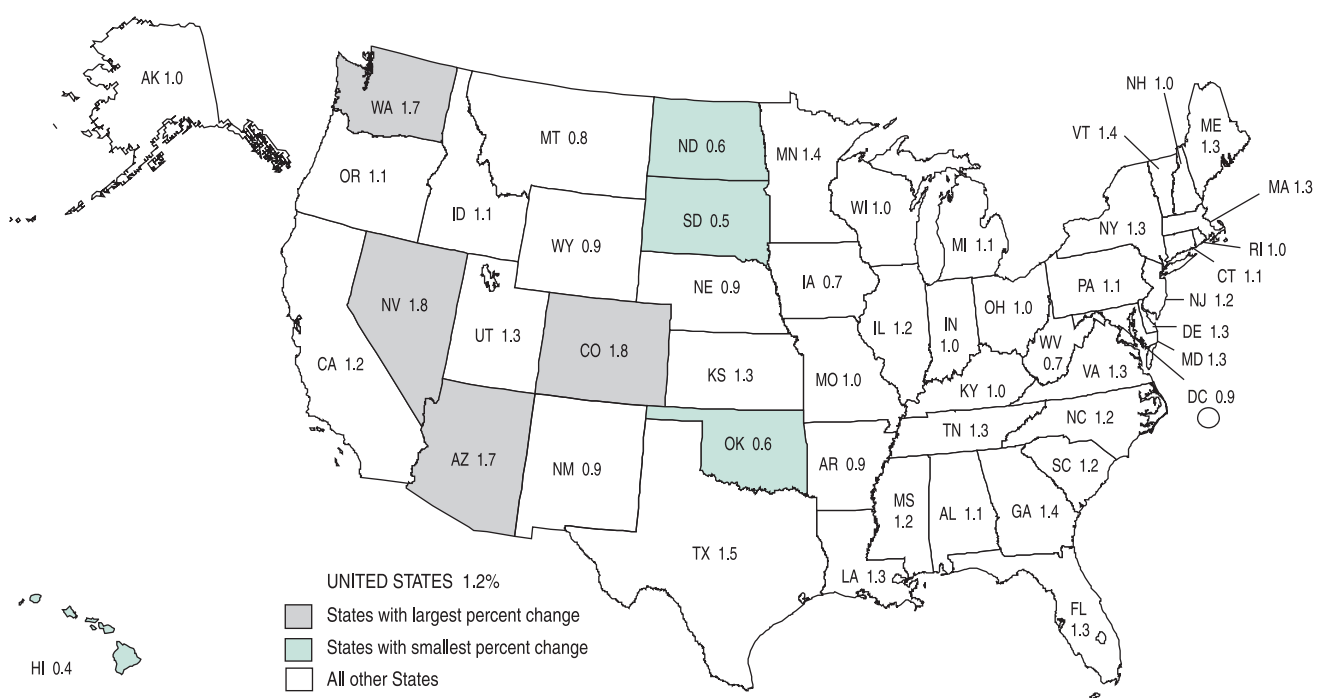 AK 1.0
WA 1.7
MT 0.8
ND 0.6
MN 1.4
NH 1.0
VT 1.4
ME
1.3
OR 1.1
ID 1.1
WY 0.9
SD 0.5
WI 1.0
MI 1.1
NY 1.3
MA 1.3
RI 1.0
CT 1.1
NV 1.8
UT 1.3
CO 1.8
NE 0.9
IA 0.7
IL 1.2
IN
1.0
OH 1.0
PA 1.1
NJ 1.2
DE 1.3
MD 1.3
CA 1.2
KS 1.3
MO 1.0
KY 1.0
WV
0.7
VA 1.3
DC 0.9
AZ 1.7
NM 0.9
OK 0.6
AR 0.9
TN 1.3
NC 1.2
SC 1.2
TX 1.5
LA 1.3
MS
1.2
AL 1.1
GA 1.4
FL
1.3
HI 0.4
UNITED STATES 1.2%
States with largest percent change
States with smallest percent change
All other States